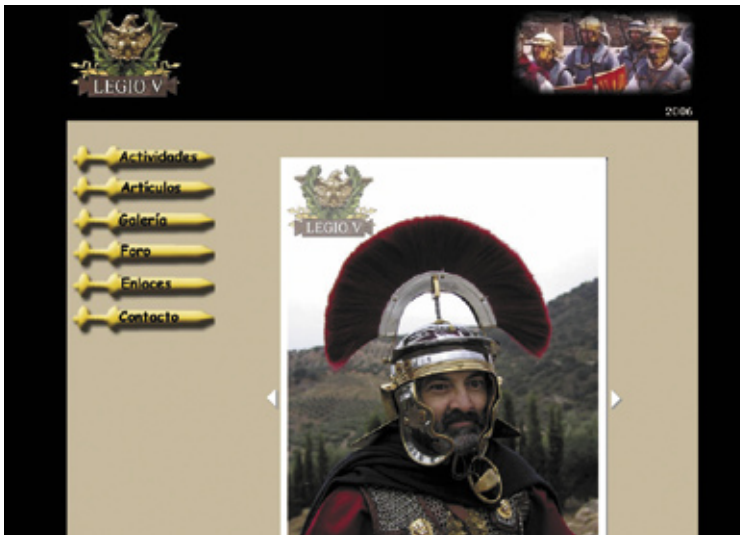 LEGIO V
2006
Actividades
Artículos
Galería
Foro
Enlaces
Contacto
LEGIO V